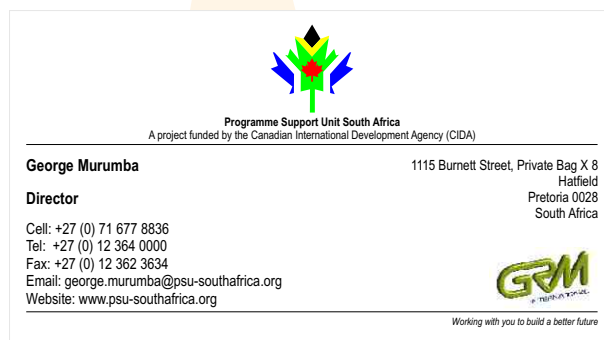 Programme Support Unit South Africa
A project funded by the Canadian International Development Agency (CIDA)
George Murumba
Director
Cell: +27 (0) 71 677 8836
Tel: +27 (0) 12 364 0000
Fax: +27 (0) 12 362 3634
Email: george.murumba@psu-southafrica.org
Website: www.psu-southafrica.org
1115 Burnett Street, Private Bag X 8
Hatfield
Pretoria 0028
South Africa
GRM
INTERNATIONAL
Working with you to build a better future